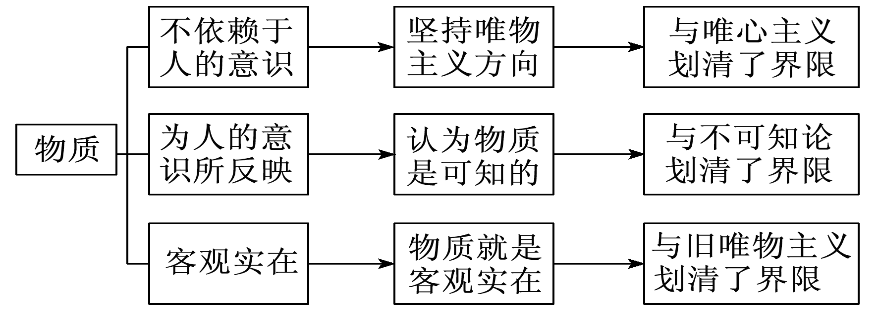 物质
不依赖于
人的意识
坚持唯物
主义方向
与唯心主义
划清了界限
为人的意
识所反映
认为物质
是可知的
与不可知论
划清了界限
客观实在
物质就是
客观实在
与旧唯物主义
划清了界限